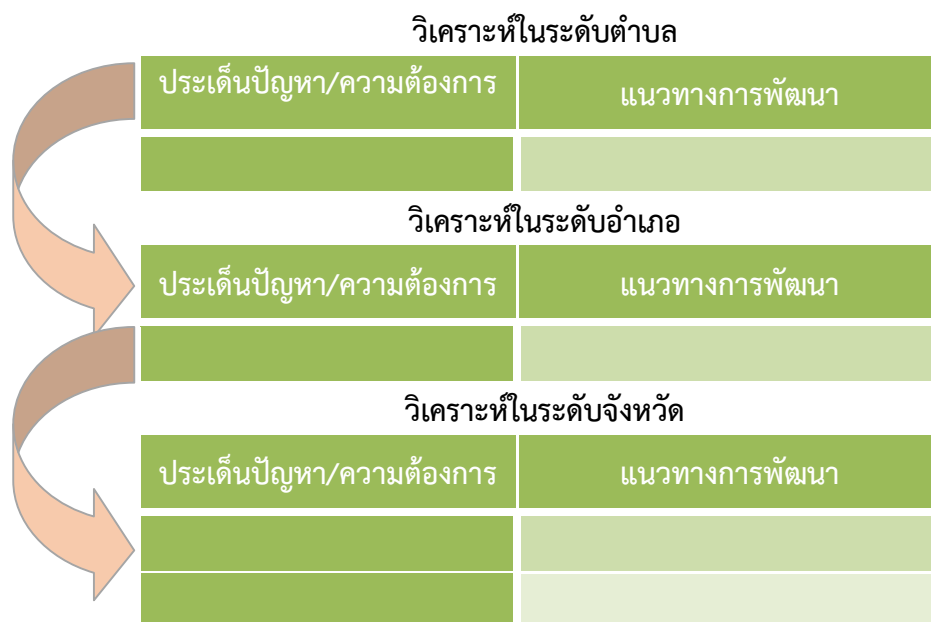 วิเคราะห์ในระดับตำบล
ประเด็นปัญหา/ความต้องการ
แนวทางการพัฒนา
วิเคราะห์ในระดับอำเภอ
ประเด็นปัญหา/ความต้องการ
แนวทางการพัฒนา
วิเคราะห์ในระดับจังหวัด
ประเด็นปัญหา/ความต้องการ
แนวทางการพัฒนา